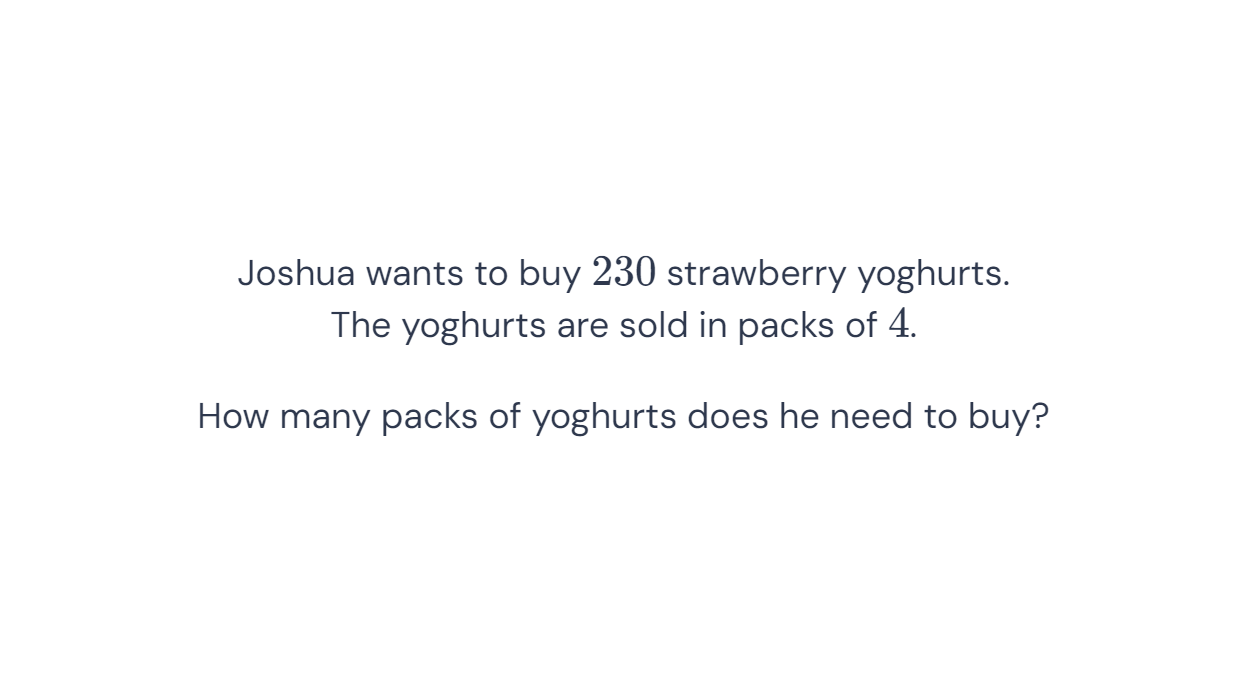 Joshua wants to buy 230 strawberry yoghurts.
The yoghurts are sold in packs of 4.
How many packs of yoghurts does he need to buy?